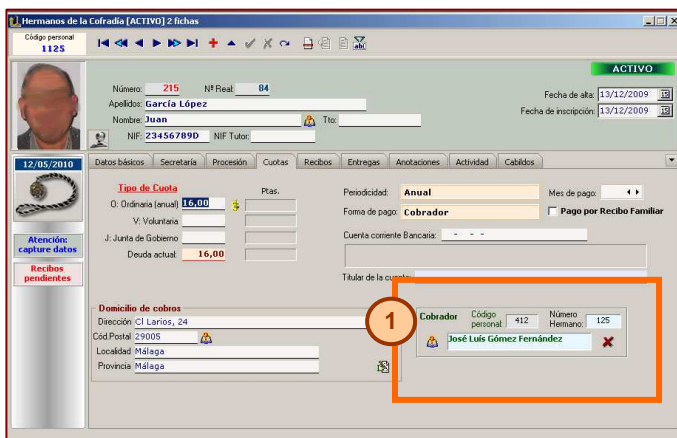 Hermanos de la Cofradía [ACTIVO] 2 fichas
Código personal
1125
ACTIVO
Número: 215 Nº Real: 84
Fecha de alta: 13/12/2009
Apellidos: García López
Fecha de inscripción: 13/12/2009
Nombre: Juan Tto:
NIF: 23456789D NIF Tutor:
12/05/2010
Datos básicos Secretaría Procesión Cuotas Recibos Entregas Anotaciones Actividad Cabildos
Tipo de Cuota Ptas.
Periodicidad: Anual Mes de pago:
O: Ordinaria (anual) 16,00
Forma de pago: Cobrador Pago por Recibo Familiar
V: Voluntaria
J: Junta de Gobierno
Cuenta corriente Bancaria: - - -
Deuda actual: 16,00
Atención:
capture datos
Recibos
pendientes
Titular de la cuenta:
Domicilio de cobros
Dirección Cl Larios, 24
Cód.Postal 29005
Localidad Málaga
Provincia Málaga
1
Cobrador Código personal: 412 Número Hermano: 125
José Luís Gómez Fernández